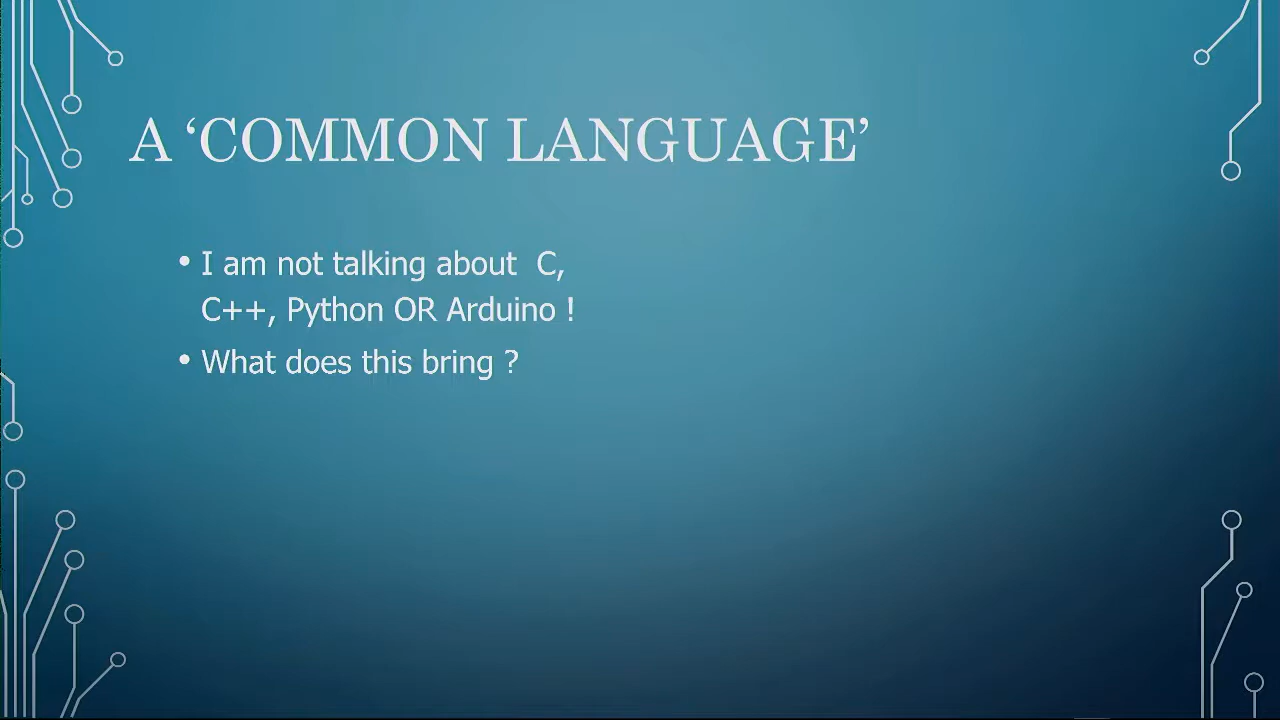 A ‘COMMON LANGUAGE’
• I am not talking about  C,
C++, Python OR Arduino !
• What does this bring ?